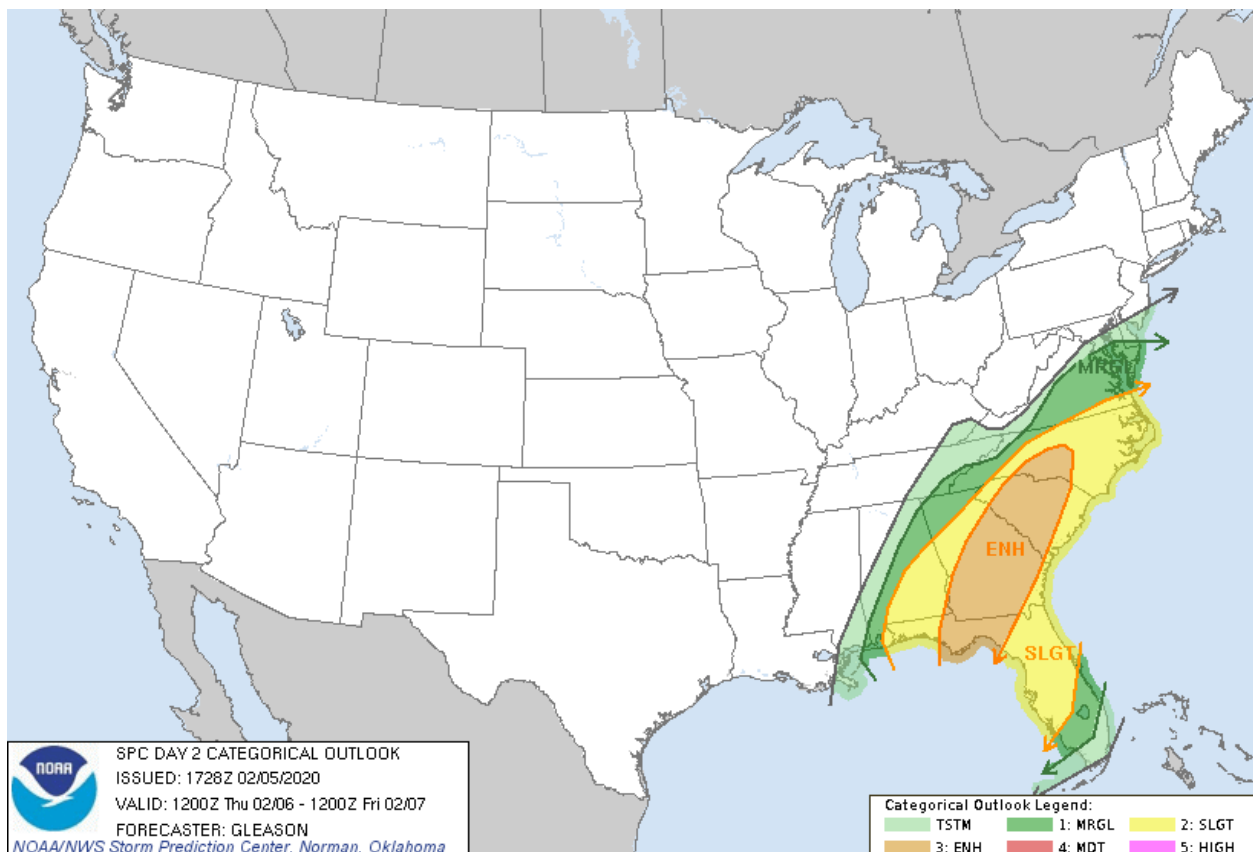 MRGL
ENH
SLGT
NOAA
SPC DAY 2 CATEGORICAL OUTLOOK
ISSUED: 1728Z 02/05/2020
VALID: 1200Z Thu 02/06 - 1200Z Fri 02/07
FORECASTER: GLEASON
NOAA/NWS Storm Prediction Center, Norman, Oklahoma
Categorical Outlook Legend:
TSTM 1: MRGL 2: SLGT
3: ENH 4: MDT 5: HIGH